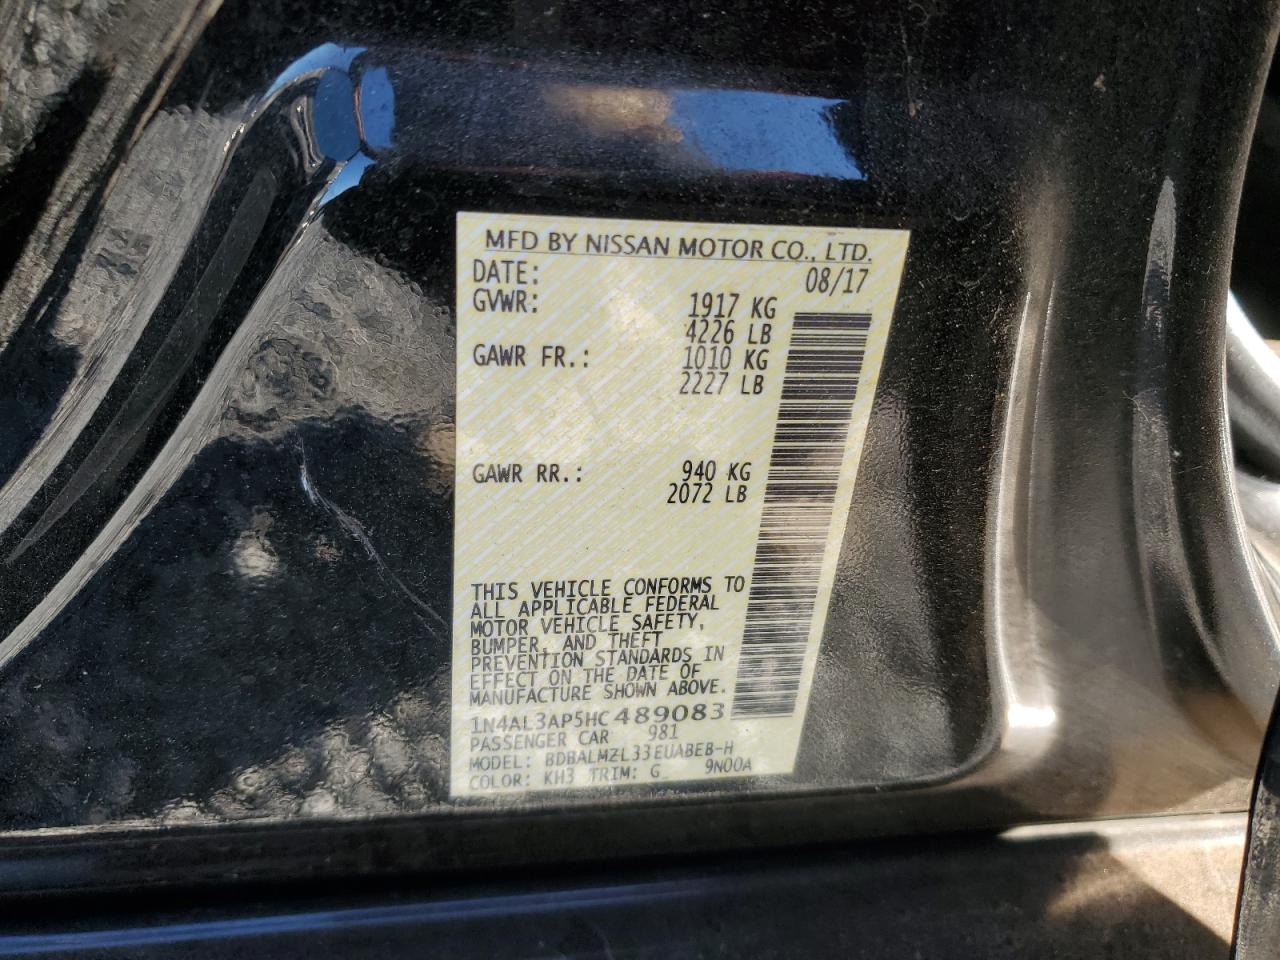 MFD BY NISSAN MOTOR CO., LTD.
DATE: 08/17
GVWR: 1917 KG
4226 LB
GAWR FR.: 1010 KG
2227 LB
GAWR RR.: 940 KG
2072 LB
THIS VEHICLE CONFORMS TO
ALL APPLICABLE FEDERAL
MOTOR VEHICLE SAFETY,
BUMPER, AND THEFT
PREVENTION STANDARDS IN
EFFECT ON THE DATE OF
MANUFACTURE SHOWN ABOVE.
1N4AL3AP5HC489083
PASSENGER CAR 981
MODEL: BDBALMZL33EUABEB-H
COLOR: KH3 TRIM: G 9N00A